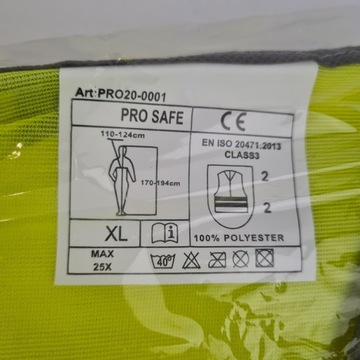 Art:PRO20-0001
PRO SAFE
CE
110-124cm
170-194cm
EN ISO 20471:2013
CLASS3
2
2
XL
100% POLYESTER
MAX
25X
40°